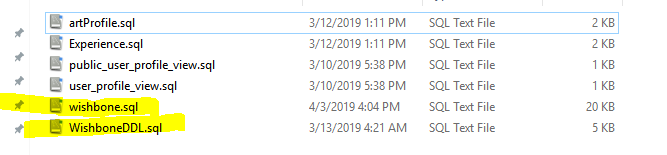 artProfile.sql 3/12/2019 1:11 PM SQL Text File 2 KB
Experience.sql 3/12/2019 1:11 PM SQL Text File 2 KB
public_user_profile_view.sql 3/10/2019 5:38 PM SQL Text File 1 KB
user_profile_view.sql 3/10/2019 5:38 PM SQL Text File 1 KB
wishbone.sql 4/3/2019 4:04 PM SQL Text File 20 KB
WishboneDDL.sql 3/13/2019 4:21 AM SQL Text File 5 KB